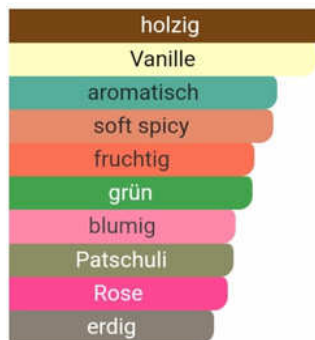 holzig
Vanille
aromatisch
soft spicy
fruchtig
grün
blumig
Patschuli
Rose
erdig